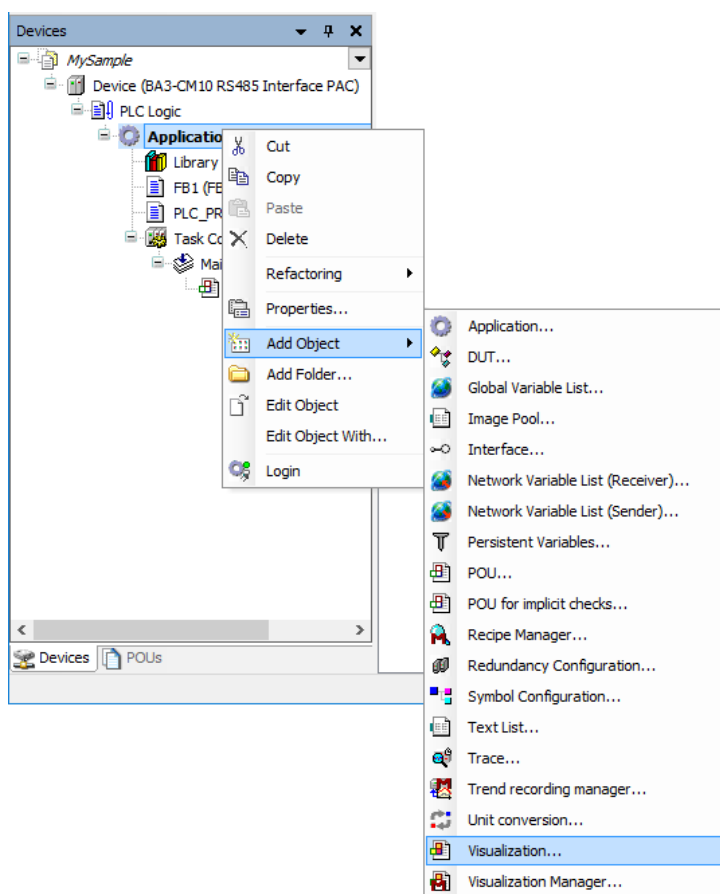 Devices
MySample
Device (BA3-CM10 RS485 Interface PAC)
PLC Logic
Applicatio
Library
FB1 (FB
PLC_PR
Task Co
Mai
Cut
Copy
Paste
Delete
Refactoring
Properties...
Add Object
Add Folder...
Edit Object
Edit Object With...
Login
Application...
DUT...
Global Variable List...
Image Pool...
Interface...
Network Variable List (Receiver)...
Network Variable List (Sender)...
Persistent Variables...
POU...
POU for implicit checks...
Recipe Manager...
Redundancy Configuration...
Symbol Configuration...
Text List...
Trace...
Trend recording manager...
Unit conversion...
Visualization...
Visualization Manager...
Devices POUs